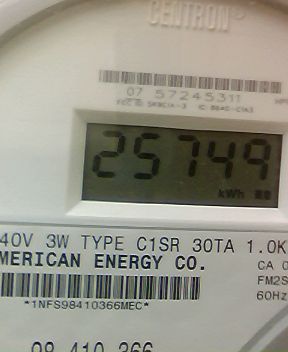 CENTRON®
07 57245311
25749
kWh
40V 3W TYPE C1SR 30TA 1.0K
MERICAN ENERGY CO.
CA 0
FM2S
60Hz
*1NFS98410366MEC*
98 410 366